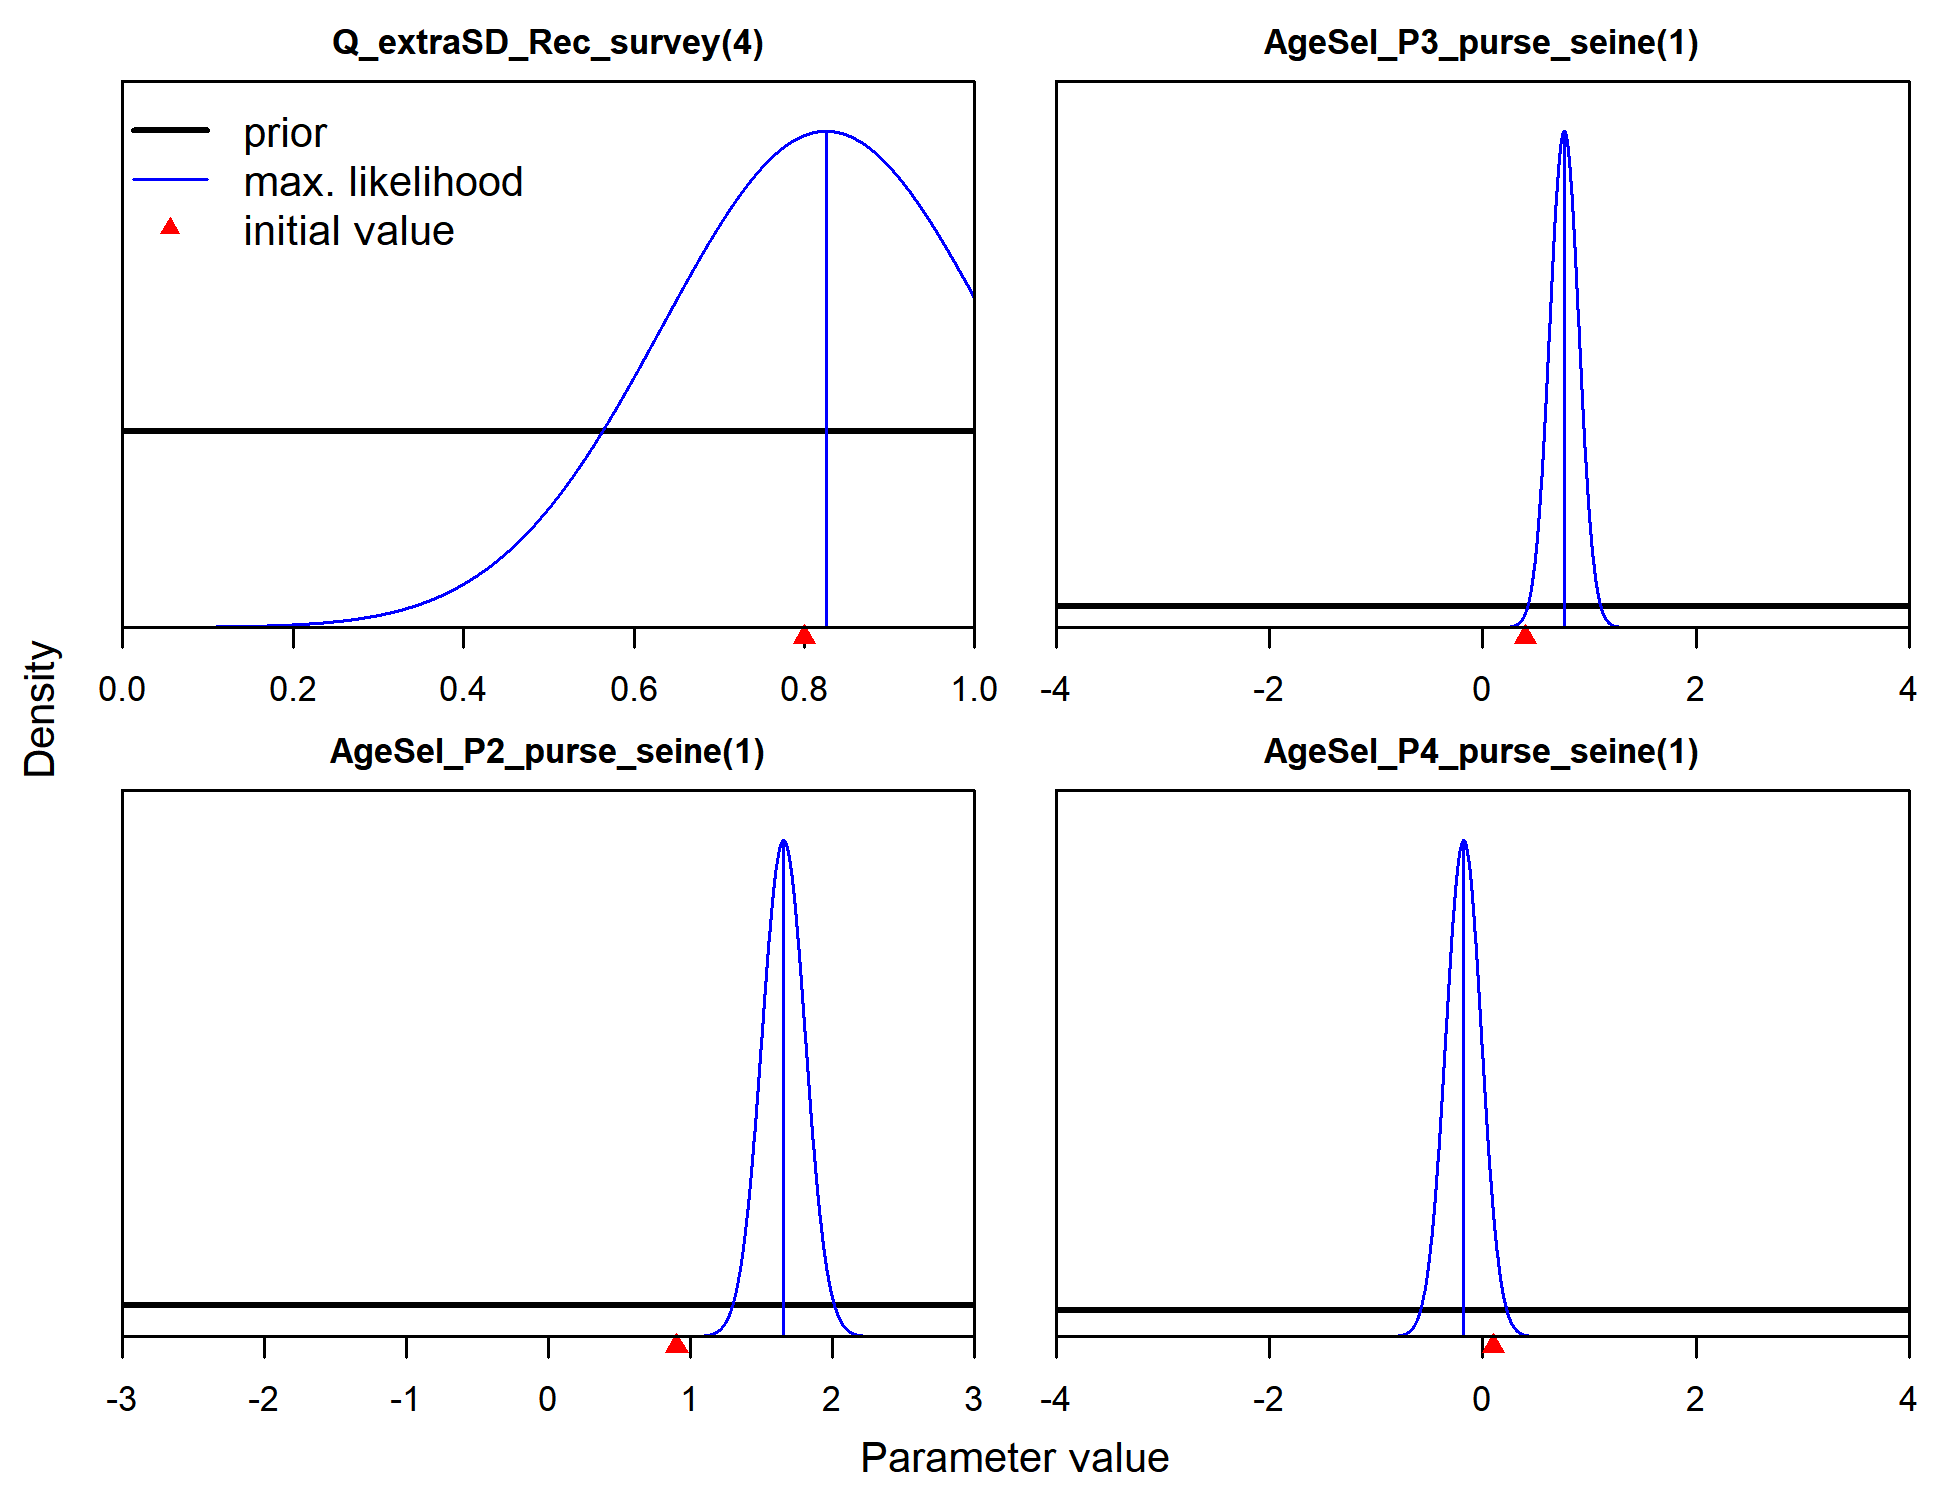 Q_extraSD_Rec_survey(4)
prior
max. likelihood
initial value
0.0 0.2 0.4 0.6 0.8 1.0
AgeSel_P3_purse_seine(1)
-4 -2 0 2 4
AgeSel_P2_purse_seine(1)
-3 -2 -1 0 1 2 3
AgeSel_P4_purse_seine(1)
-4 -2 0 2 4
Density
Parameter value